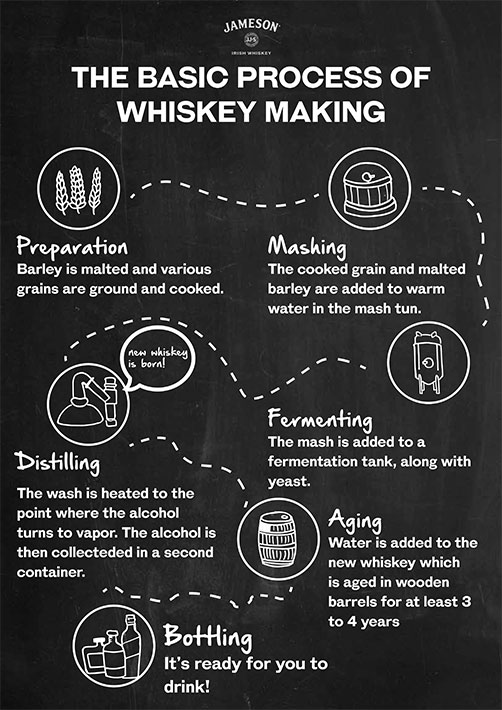 JAMESON
JJ&S
IRISH WHISKEY
THE BASIC PROCESS OF
WHISKEY MAKING
Preparation
Barley is malted and various
grains are ground and cooked.
Mashing
The cooked grain and malted
barley are added to warm
water in the mash tun.
Fermenting
The mash is added to a
fermentation tank, along with
yeast.
new whiskey
is born!
Distilling
The wash is heated to the
point where the alcohol
turns to vapor. The alcohol is
then collecteded in a second
container.
Aging
Water is added to the
new whiskey which
is aged in wooden
barrels for at least 3
to 4 years
Bottling
It's ready for you to
drink!